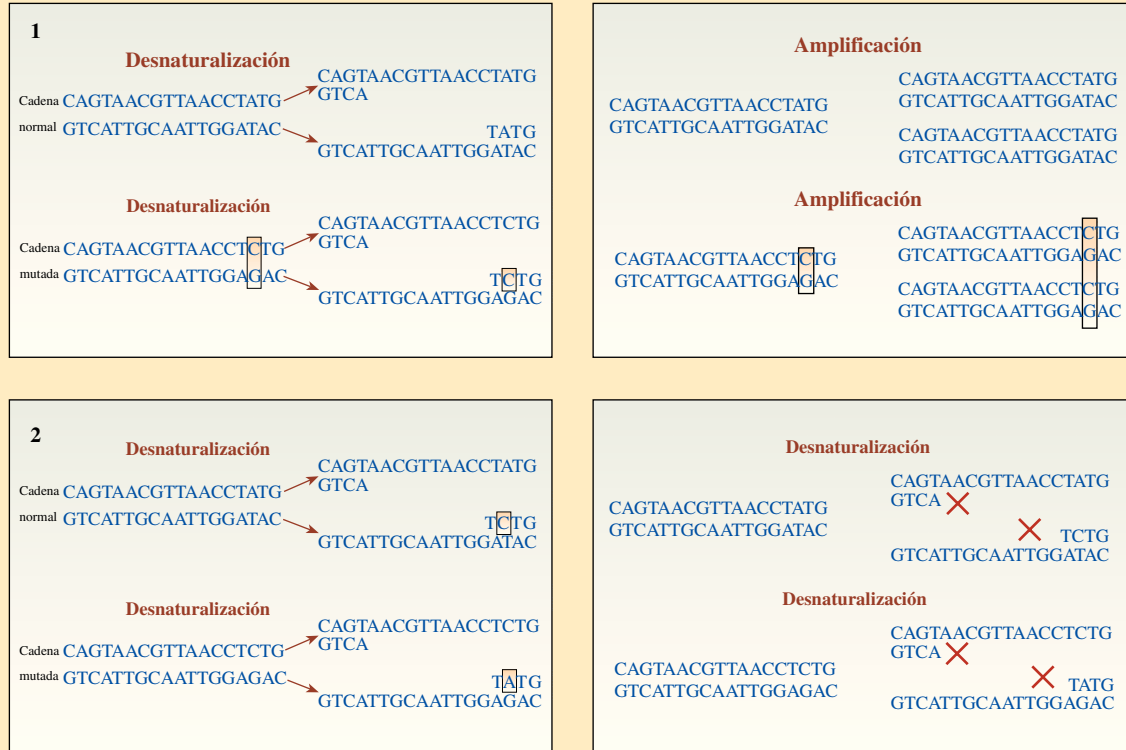 1
Desnaturalización
Cadena CAGTAACGTTAACCTATG
normal GTCATTGCAATTGGATAC
CAGTAACGTTAACCTATG
GTCA
TATG
GTCATTGCAATTGGATAC
Desnaturalización
Cadena CAGTAACGTTAACCTCTG
mutada GTCATTGCAATTGGAGAC
CAGTAACGTTAACCTCTG
GTCA
TCTG
GTCATTGCAATTGGAGAC
Amplificación
CAGTAACGTTAACCTATG
GTCATTGCAATTGGATAC
CAGTAACGTTAACCTATG
GTCATTGCAATTGGATAC
CAGTAACGTTAACCTATG
GTCATTGCAATTGGATAC
Amplificación
CAGTAACGTTAACCTCTG
GTCATTGCAATTGGAGAC
CAGTAACGTTAACCTCTG
GTCATTGCAATTGGAGAC
CAGTAACGTTAACCTCTG
GTCATTGCAATTGGAGAC
2
Desnaturalización
Cadena CAGTAACGTTAACCTATG
normal GTCATTGCAATTGGATAC
CAGTAACGTTAACCTATG
GTCA
TCTG
GTCATTGCAATTGGATAC
Desnaturalización
Cadena CAGTAACGTTAACCTCTG
mutada GTCATTGCAATTGGAGAC
CAGTAACGTTAACCTCTG
GTCA
TATG
GTCATTGCAATTGGAGAC
Desnaturalización
CAGTAACGTTAACCTATG
GTCATTGCAATTGGATAC
CAGTAACGTTAACCTATG
GTCA
TCTG
GTCATTGCAATTGGATAC
Desnaturalización
CAGTAACGTTAACCTCTG
GTCATTGCAATTGGAGAC
CAGTAACGTTAACCTCTG
GTCA
TATG
GTCATTGCAATTGGAGAC